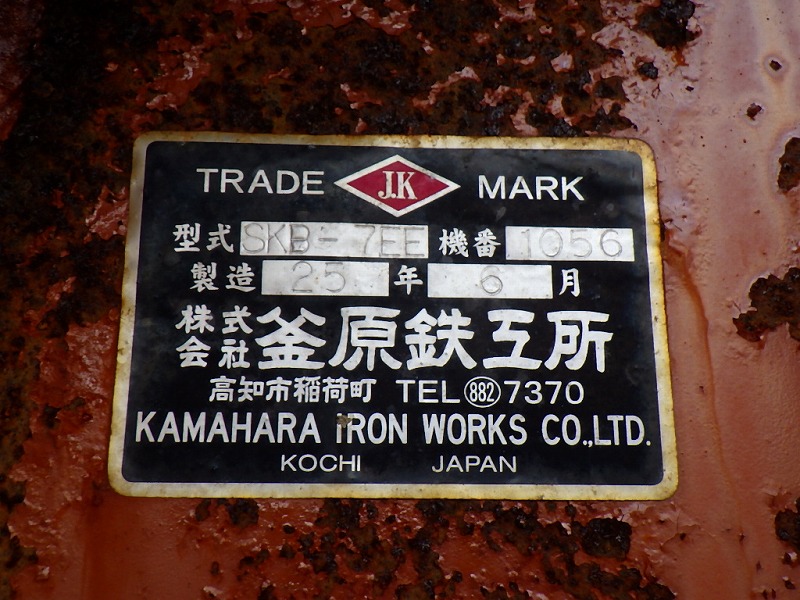 TRADE J.K MARK
型式 SKB-7EE 機番 1056
製造 25 年 6 月
株式会社 釜原鉄工所
高知市稲荷町 TEL(882)7370
KAMAHARA IRON WORKS CO.,LTD.
KOCHI JAPAN